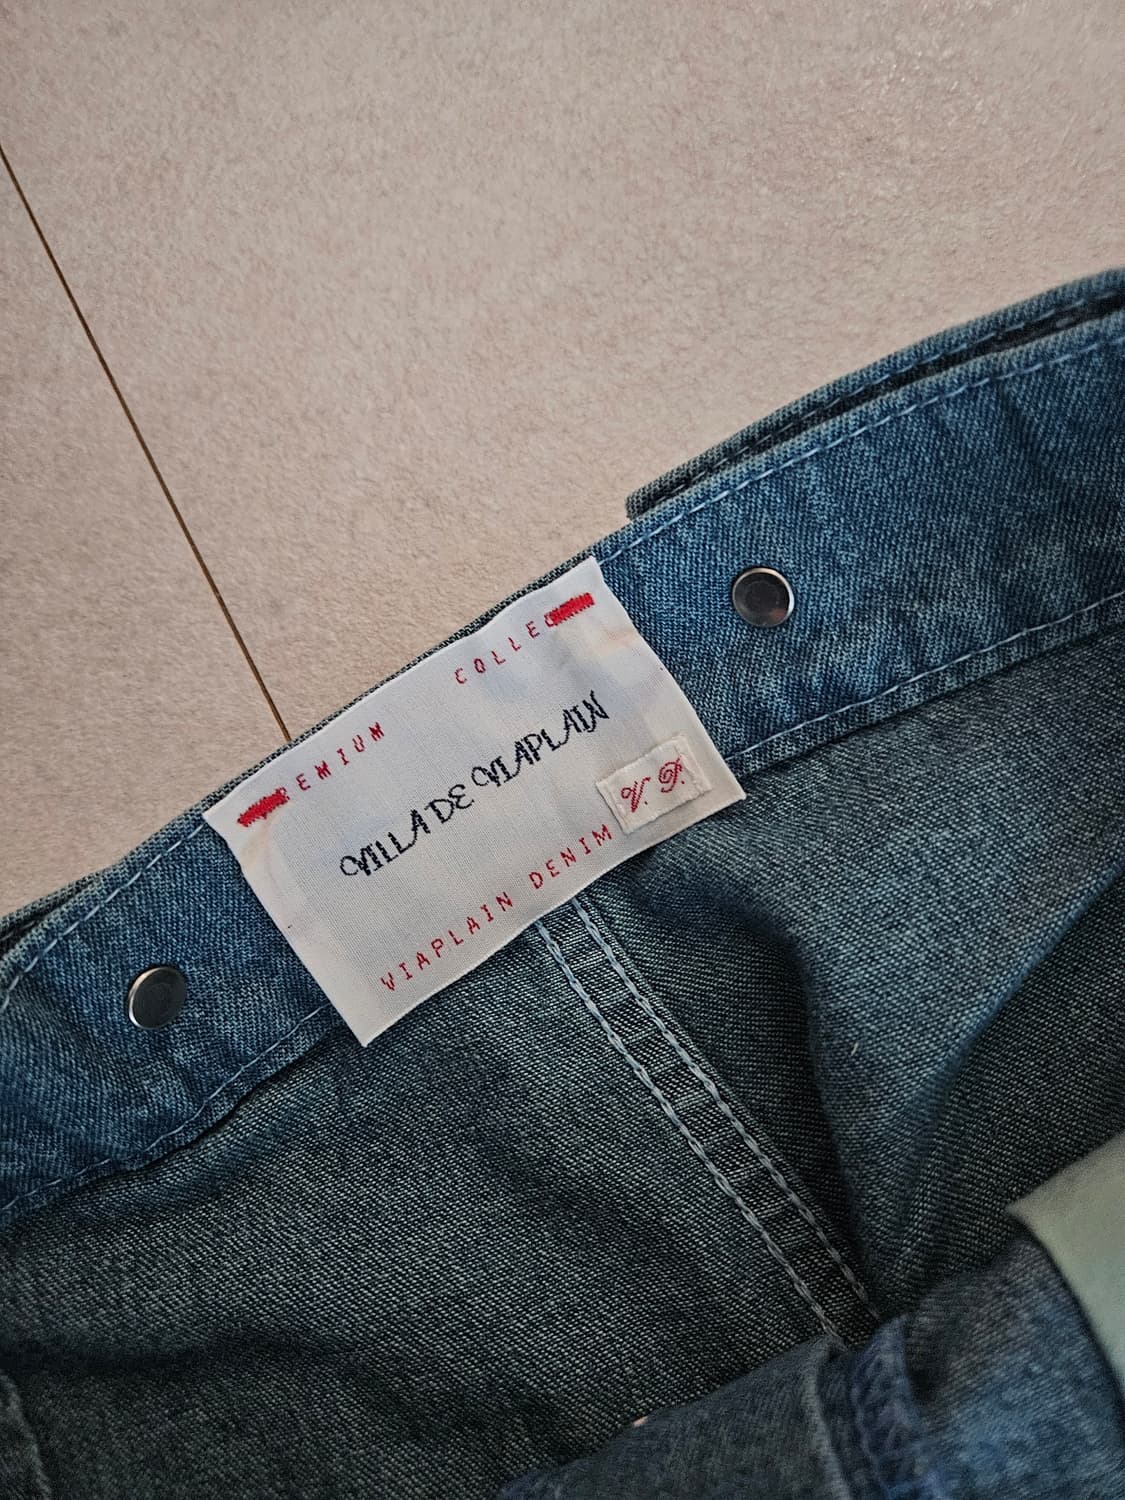 PREMIUM COLLEC
VILLA DE VIAPLAIN
V. P.
VIAPLAIN DENIM